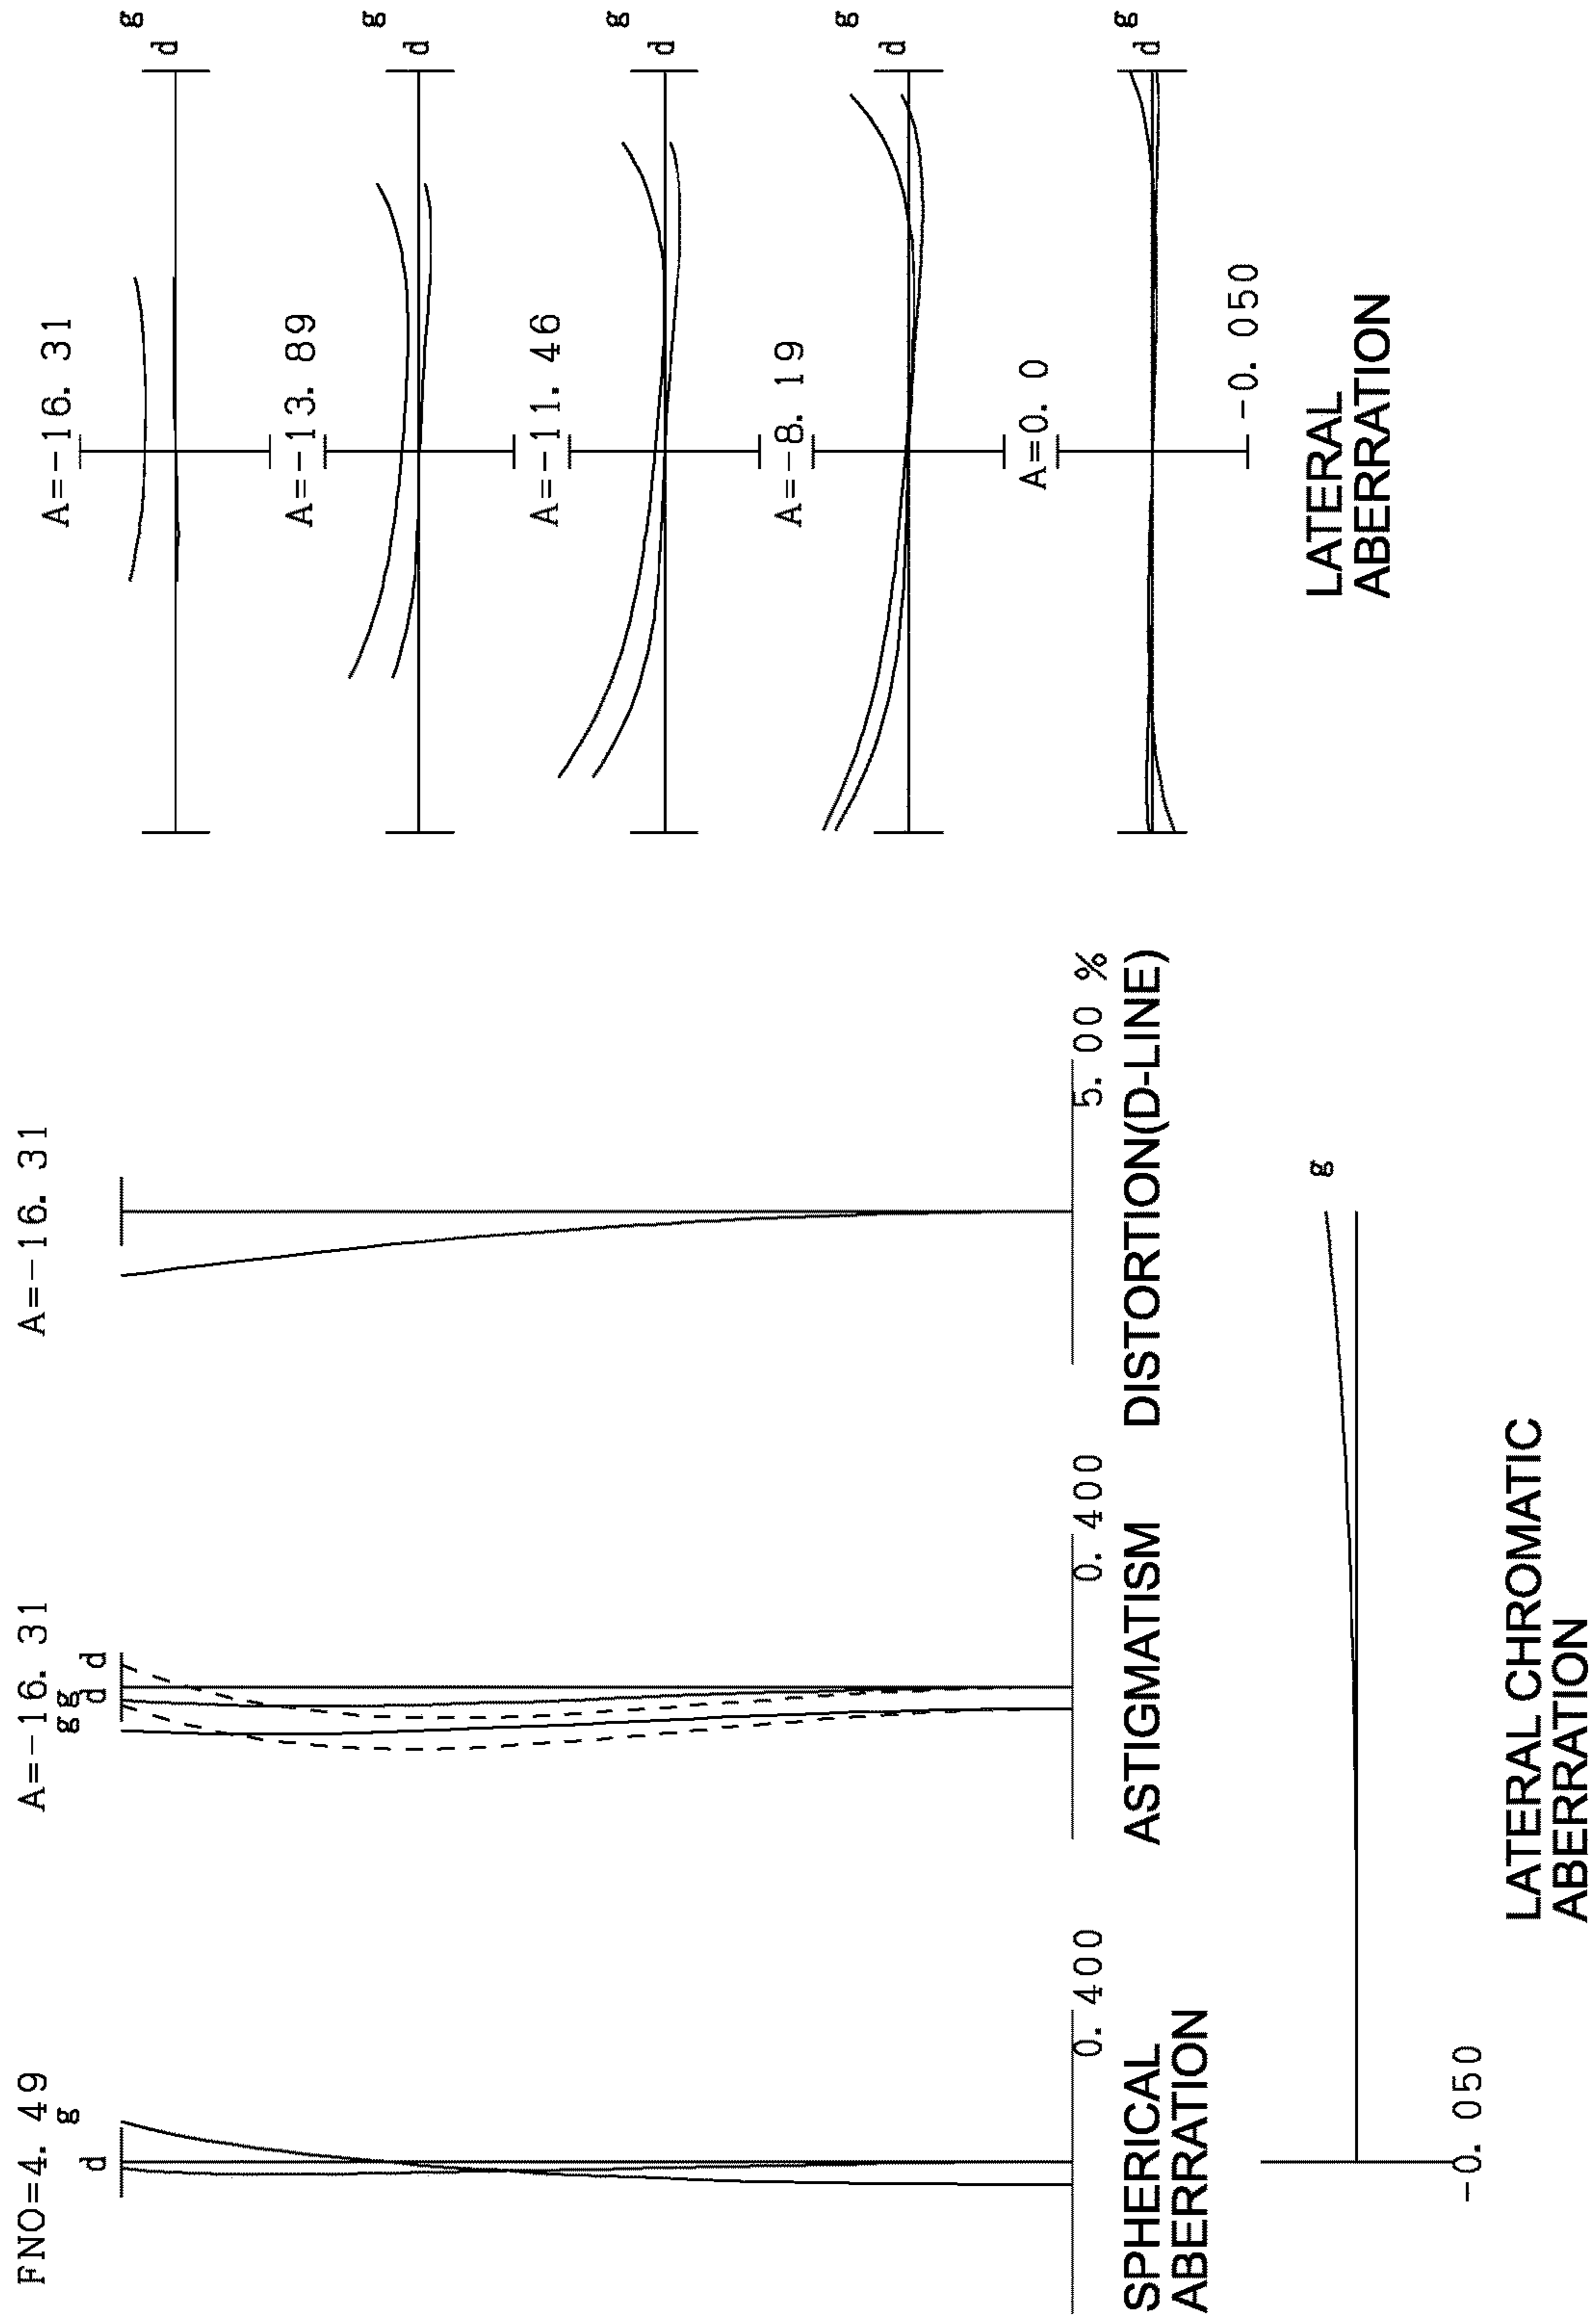 FNO=4. 49
g
d
0. 400
SPHERICAL
ABERRATION
A=-16. 31
g g
d d
0. 400
ASTIGMATISM
A=-16. 31
5. 00 %
DISTORTION(D-LINE)
g
-0. 050
LATERAL CHROMATIC
ABERRATION
A=-16. 31
g
d
A=-13. 89
g
d
A=-11. 46
g
d
A=-8. 19
g
d
A=0. 0
g
d
-0. 050
LATERAL
ABERRATION